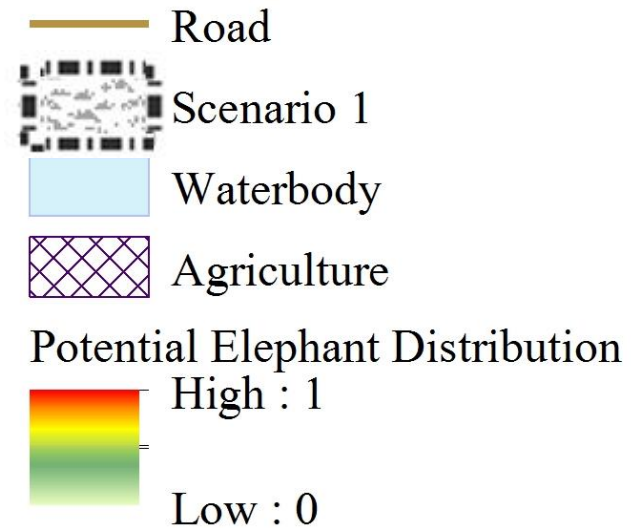 Road
Scenario 1
Waterbody
Agriculture
Potential Elephant Distribution
High : 1
Low : 0